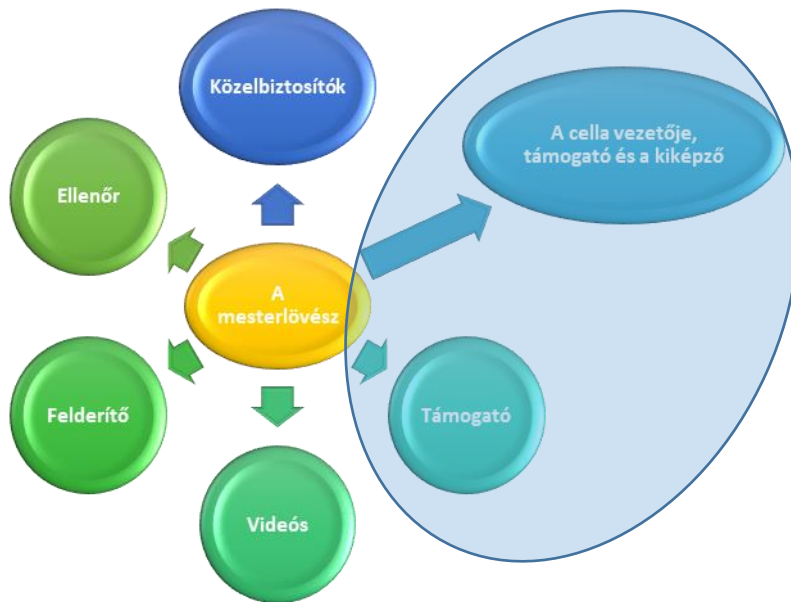 Közelbiztosítók
A cella vezetője,
támogató és a kiképző
Ellenőr
A
mesterlövész
Felderítő
Támogató
Videós